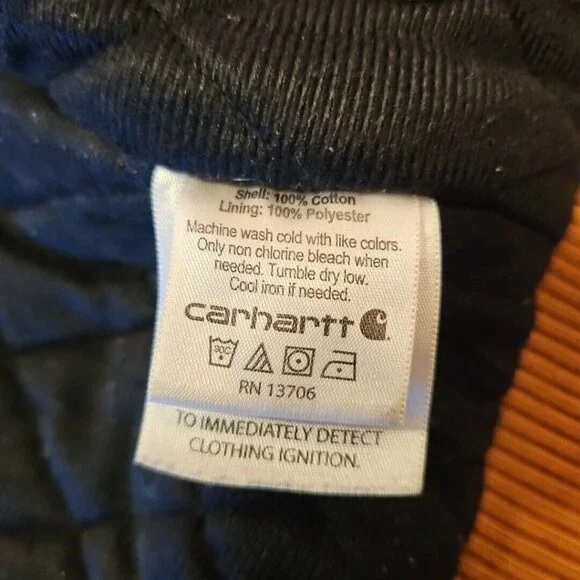 Shell: 100% Cotton
Lining: 100% Polyester
Machine wash cold with like colors.
Only non chlorine bleach when
needed. Tumble dry low.
Cool iron if needed.
carhartt
30C
RN 13706
TO IMMEDIATELY DETECT
CLOTHING IGNITION.